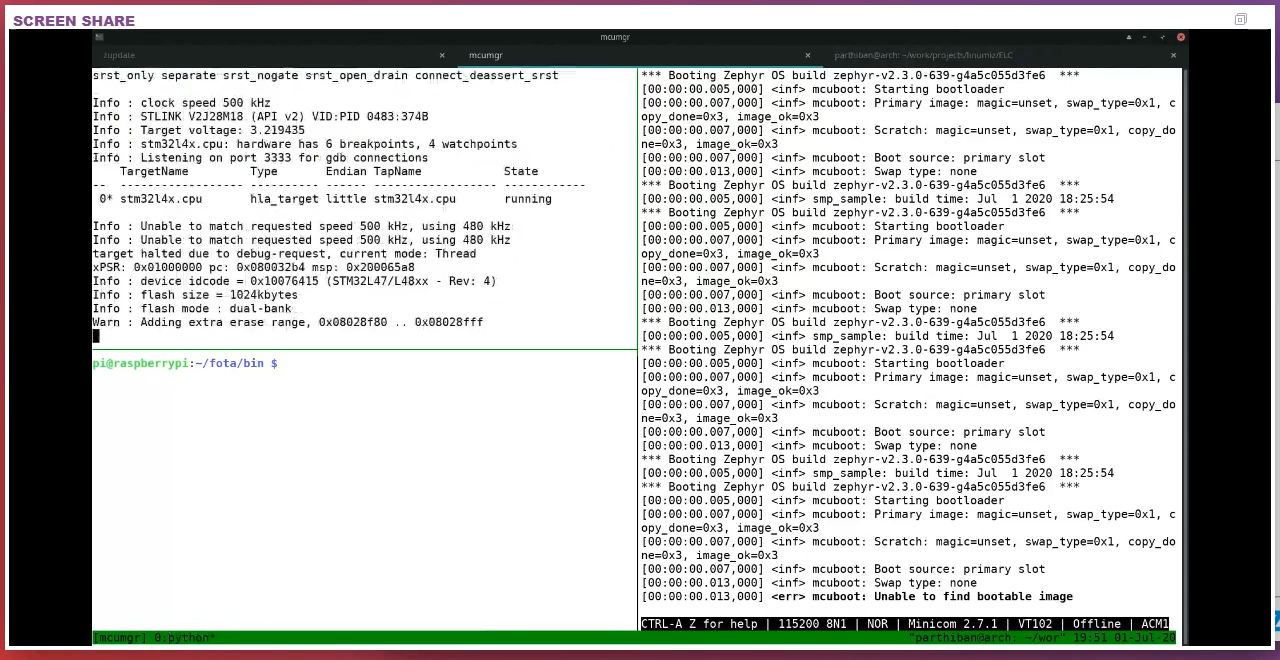 SCREEN SHARE
mcumgr
zupdate × mcumgr × parthiban@arch: ~/work/projects/linumiz/ELC ×
srst_only separate srst_nogate srst_open_drain connect_deassert_srst
Info : clock speed 500 kHz
Info : STLINK V2J28M18 (API v2) VID:PID 0483:374B
Info : Target voltage: 3.219435
Info : stm32l4x.cpu: hardware has 6 breakpoints, 4 watchpoints
Info : Listening on port 3333 for gdb connections
TargetName Type Endian TapName State
-- ------------------ ---------- ------ ------------------ ------------
0* stm32l4x.cpu hla_target little stm32l4x.cpu running
Info : Unable to match requested speed 500 kHz, using 480 kHz
Info : Unable to match requested speed 500 kHz, using 480 kHz
target halted due to debug-request, current mode: Thread
xPSR: 0x01000000 pc: 0x080032b4 msp: 0x200065a8
Info : device idcode = 0x10076415 (STM32L47/L48xx - Rev: 4)
Info : flash size = 1024kbytes
Info : flash mode : dual-bank
Warn : Adding extra erase range, 0x08028f80 .. 0x08028fff
pi@raspberrypi:~/fota/bin $
*** Booting Zephyr OS build zephyr-v2.3.0-639-g4a5c055d3fe6 ***
[00:00:00.005,000] <inf> mcuboot: Starting bootloader
[00:00:00.007,000] <inf> mcuboot: Primary image: magic=unset, swap_type=0x1, c
opy_done=0x3, image_ok=0x3
[00:00:00.007,000] <inf> mcuboot: Scratch: magic=unset, swap_type=0x1, copy_do
ne=0x3, image_ok=0x3
[00:00:00.007,000] <inf> mcuboot: Boot source: primary slot
[00:00:00.013,000] <inf> mcuboot: Swap type: none
*** Booting Zephyr OS build zephyr-v2.3.0-639-g4a5c055d3fe6 ***
[00:00:00.005,000] <inf> smp_sample: build time: Jul 1 2020 18:25:54
*** Booting Zephyr OS build zephyr-v2.3.0-639-g4a5c055d3fe6 ***
[00:00:00.005,000] <inf> mcuboot: Starting bootloader
[00:00:00.007,000] <inf> mcuboot: Primary image: magic=unset, swap_type=0x1, c
opy_done=0x3, image_ok=0x3
[00:00:00.007,000] <inf> mcuboot: Scratch: magic=unset, swap_type=0x1, copy_do
ne=0x3, image_ok=0x3
[00:00:00.007,000] <inf> mcuboot: Boot source: primary slot
[00:00:00.013,000] <inf> mcuboot: Swap type: none
*** Booting Zephyr OS build zephyr-v2.3.0-639-g4a5c055d3fe6 ***
[00:00:00.005,000] <inf> smp_sample: build time: Jul 1 2020 18:25:54
*** Booting Zephyr OS build zephyr-v2.3.0-639-g4a5c055d3fe6 ***
[00:00:00.005,000] <inf> mcuboot: Starting bootloader
[00:00:00.007,000] <inf> mcuboot: Primary image: magic=unset, swap_type=0x1, c
opy_done=0x3, image_ok=0x3
[00:00:00.007,000] <inf> mcuboot: Scratch: magic=unset, swap_type=0x1, copy_do
ne=0x3, image_ok=0x3
[00:00:00.007,000] <inf> mcuboot: Boot source: primary slot
[00:00:00.013,000] <inf> mcuboot: Swap type: none
*** Booting Zephyr OS build zephyr-v2.3.0-639-g4a5c055d3fe6 ***
[00:00:00.005,000] <inf> smp_sample: build time: Jul 1 2020 18:25:54
*** Booting Zephyr OS build zephyr-v2.3.0-639-g4a5c055d3fe6 ***
[00:00:00.005,000] <inf> mcuboot: Starting bootloader
[00:00:00.007,000] <inf> mcuboot: Primary image: magic=unset, swap_type=0x1, c
opy_done=0x3, image_ok=0x3
[00:00:00.007,000] <inf> mcuboot: Scratch: magic=unset, swap_type=0x1, copy_do
ne=0x3, image_ok=0x3
[00:00:00.007,000] <inf> mcuboot: Boot source: primary slot
[00:00:00.013,000] <inf> mcuboot: Swap type: none
[00:00:00.013,000] <err> mcuboot: Unable to find bootable image
CTRL-A Z for help | 115200 8N1 | NOR | Minicom 2.7.1 | VT102 | Offline | ACM1
[mcumgr] 0:python* "parthiban@arch: ~/wor" 19:51 01-Jul-20